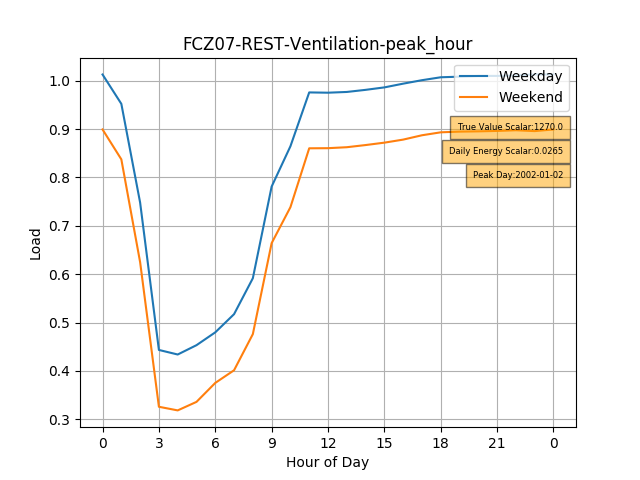 FCZ07-REST-Ventilation-peak_hour
Weekday
Weekend
True Value Scalar:1270.0
Daily Energy Scalar:0.0265
Peak Day:2002-01-02
Load
1.0
0.9
0.8
0.7
0.6
0.5
0.4
0.3
0 3 6 9 12 15 18 21 0
Hour of Day